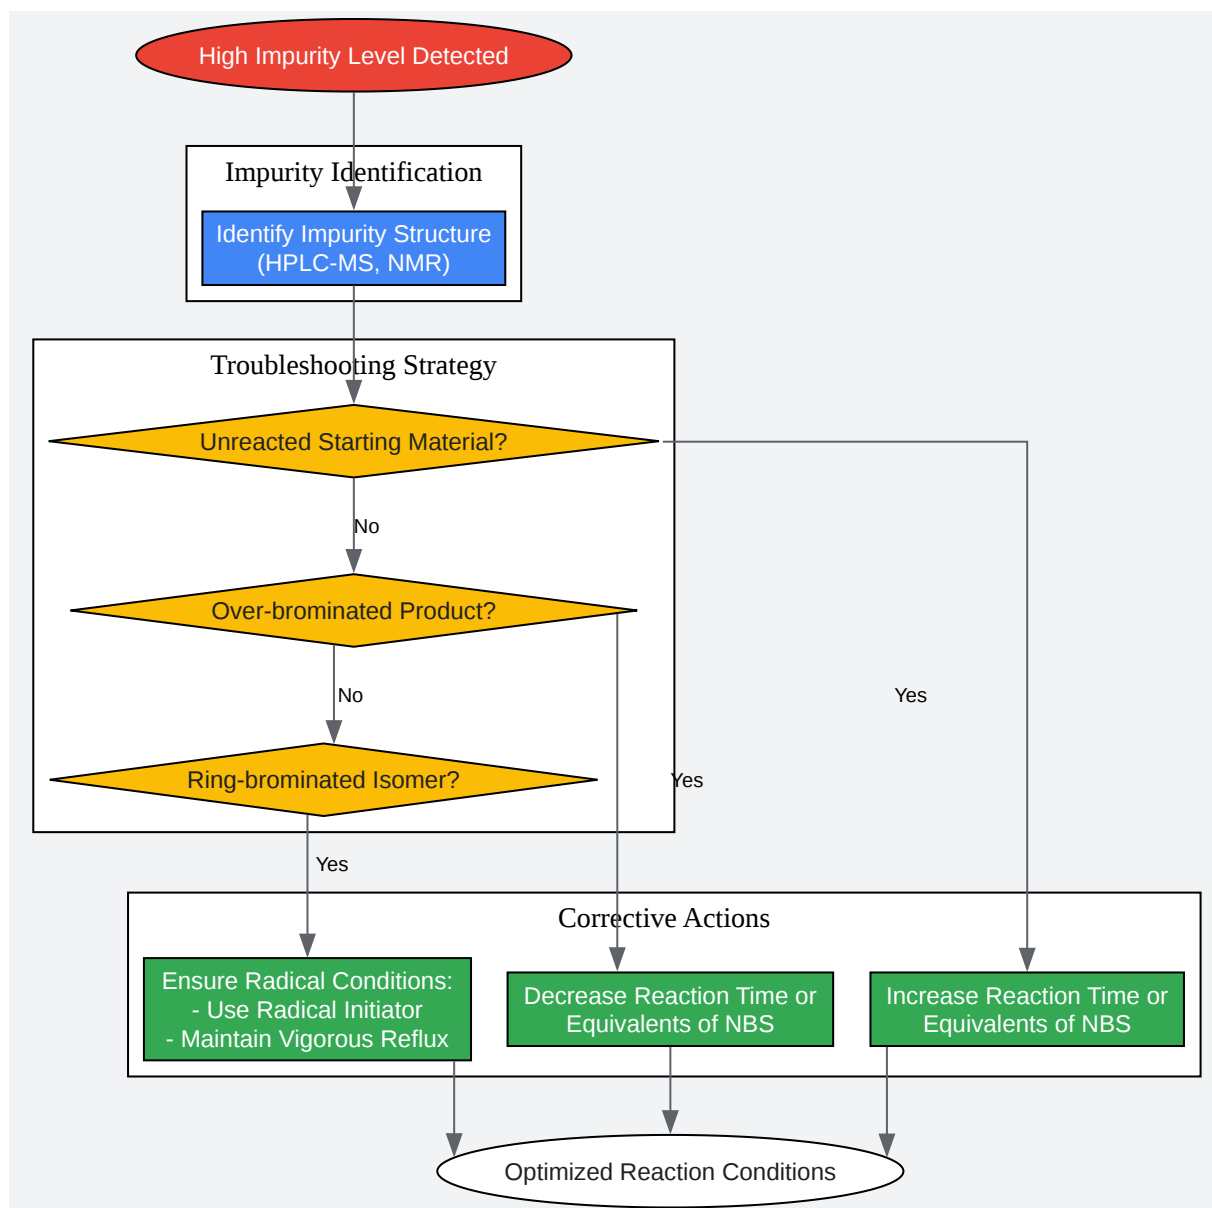 High Impurity Level Detected
Impurity Identification
Identify Impurity Structure
(HPLC-MS, NMR)
Troubleshooting Strategy
Unreacted Starting Material?
No
Over-brominated Product?
No
Yes
Ring-brominated Isomer?
Yes
Yes
Corrective Actions
Ensure Radical Conditions:
- Use Radical Initiator
- Maintain Vigorous Reflux
Decrease Reaction Time or
Equivalents of NBS
Increase Reaction Time or
Equivalents of NBS
Optimized Reaction Conditions